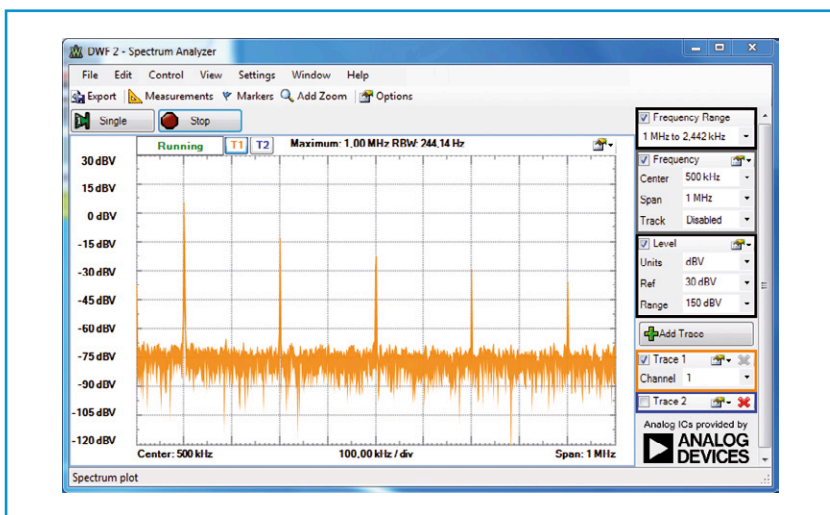 DWF 2 - Spectrum Analyzer
File Edit Control View Settings Window Help
Export Measurements Markers Add Zoom Options
Single Stop
Running T1 T2 Maximum: 1,00 MHz RBW: 244,14 Hz
30 dBV
15 dBV
0 dBV
-15 dBV
-30 dBV
-45 dBV
-60 dBV
-75 dBV
-90 dBV
-105 dBV
-120 dBV
Center: 500 kHz 100,00 kHz / div Span: 1 MHz
Frequency Range
1 MHz to 2,442 kHz
Frequency
Center 500 kHz
Span 1 MHz
Track Disabled
Level
Units dBV
Ref 30 dBV
Range 150 dBV
Add Trace
Trace 1
Channel 1
Trace 2
Analog ICs provided by
ANALOG
DEVICES
Spectrum plot